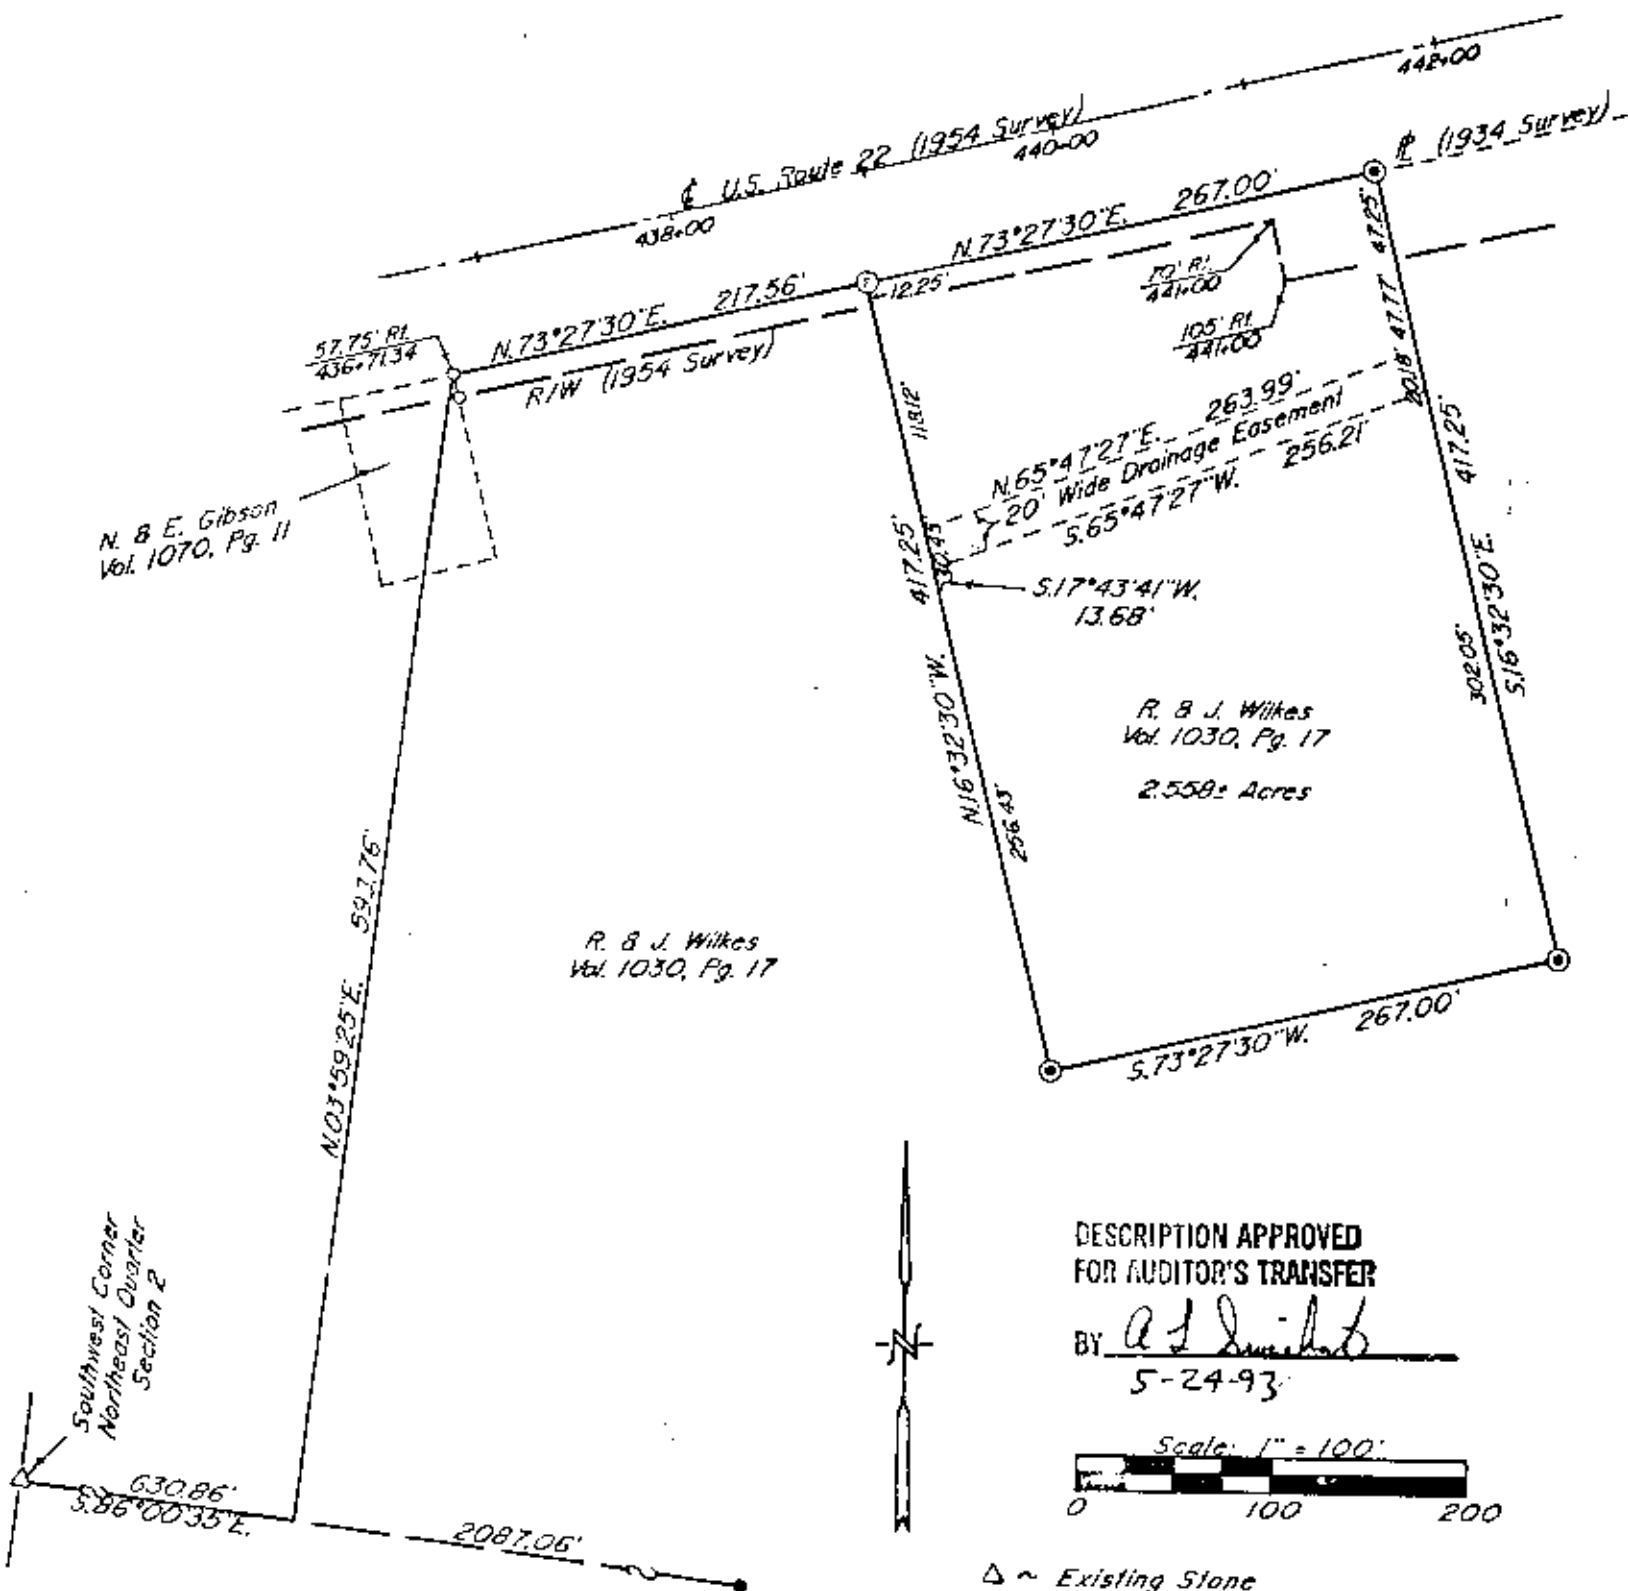 442+00
℄ U.S. Route 22 (1954 Survey)
440+00
438+00
℄ (1934 Survey)
N.73°27'30"E. 267.00'
47.25'
12.25'
70' Rt.
441+00
105' Rt.
441+00
47.77'
20.18'
417.25'
S.16°32'30"E.
302.05'
57.75' Rt.
436+71.34
N.73°27'30"E. 217.56'
R/W (1954 Survey)
N. & E. Gibson
Vol. 1070, Pg. 11
N.65°47'27"E. 263.99'
20' Wide Drainage Easement
S.65°47'27"W. 256.21'
417.25'
30.45'
S.17°43'41"W.
13.68'
N.16°32'30"W.
256.43'
R. & J. Wilkes
Vol. 1030, Pg. 17
2.558± Acres
593.76'
N.03°59'25"E.
R. & J. Wilkes
Vol. 1030, Pg. 17
S.73°27'30"W. 267.00'
Southwest Corner
Northeast Quarter
Section 2
630.86'
S.86°00'35"E.
2087.06'
N
DESCRIPTION APPROVED
FOR AUDITOR'S TRANSFER
BY A L
5-24-93
Scale: 1" = 100'
0 100 200
△ ~ Existing Stone